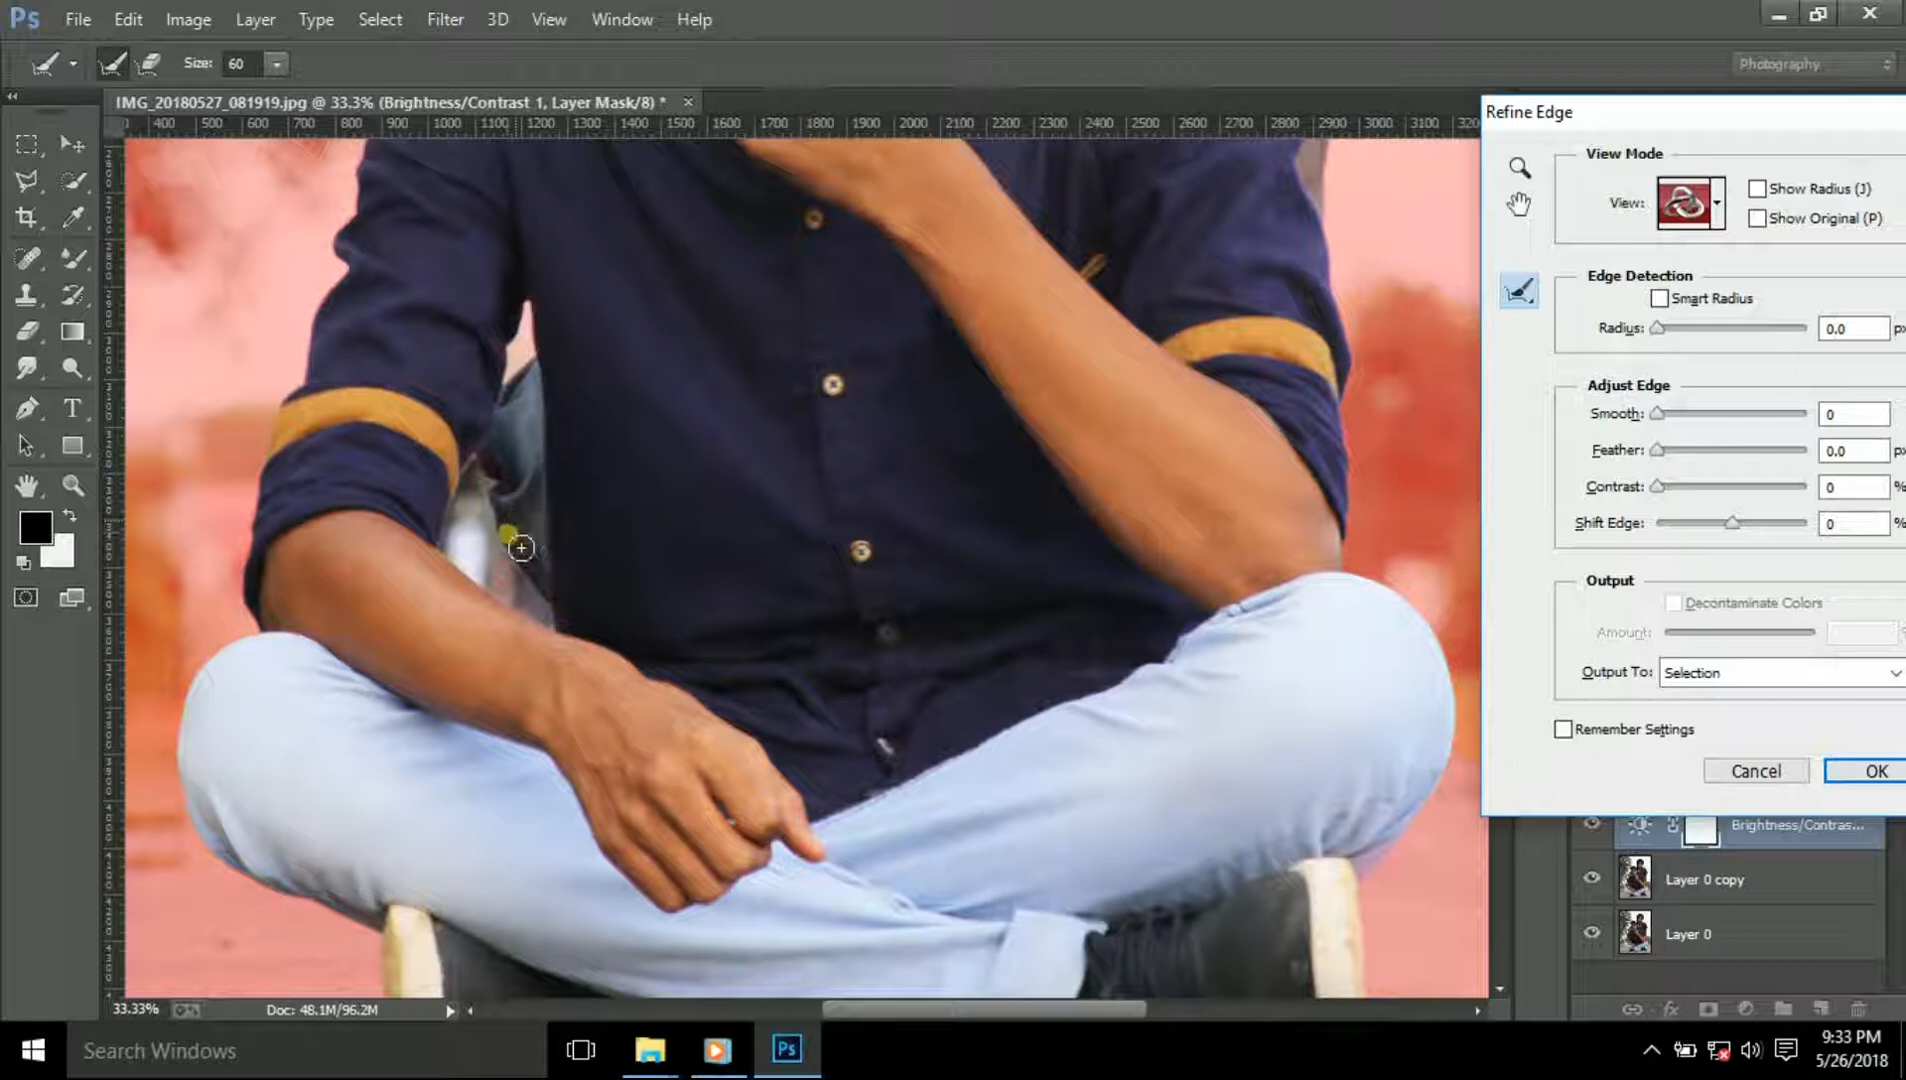 Ps File Edit Image Layer Type Select Filter 3D View Window Help
Size: 60 Photography
IMG_20180527_081919.jpg @ 33.3% (Brightness/Contrast 1, Layer Mask/8) * ×
400 500 600 700 800 900 1000 1100 1200 1300 1400 1500 1600 1700 1800 1900 2000 2100 2200 2300 2400 2500 2600 2700 2800 2900 3000 3100 320
Refine Edge
View Mode
View: Show Radius (J)
Show Original (P)
Edge Detection
Smart Radius
Radius: 0.0
Adjust Edge
Smooth: 0
Feather: 0.0
Contrast: 0 %
Shift Edge: 0 %
Output
Decontaminate Colors
Amount:
Output To: Selection
Remember Settings
Cancel OK
Brightness/Contras...
Layer 0 copy
Layer 0
33.33% Doc: 48.1M/96.2M
Search Windows
Ps
9:33 PM
5/26/2018